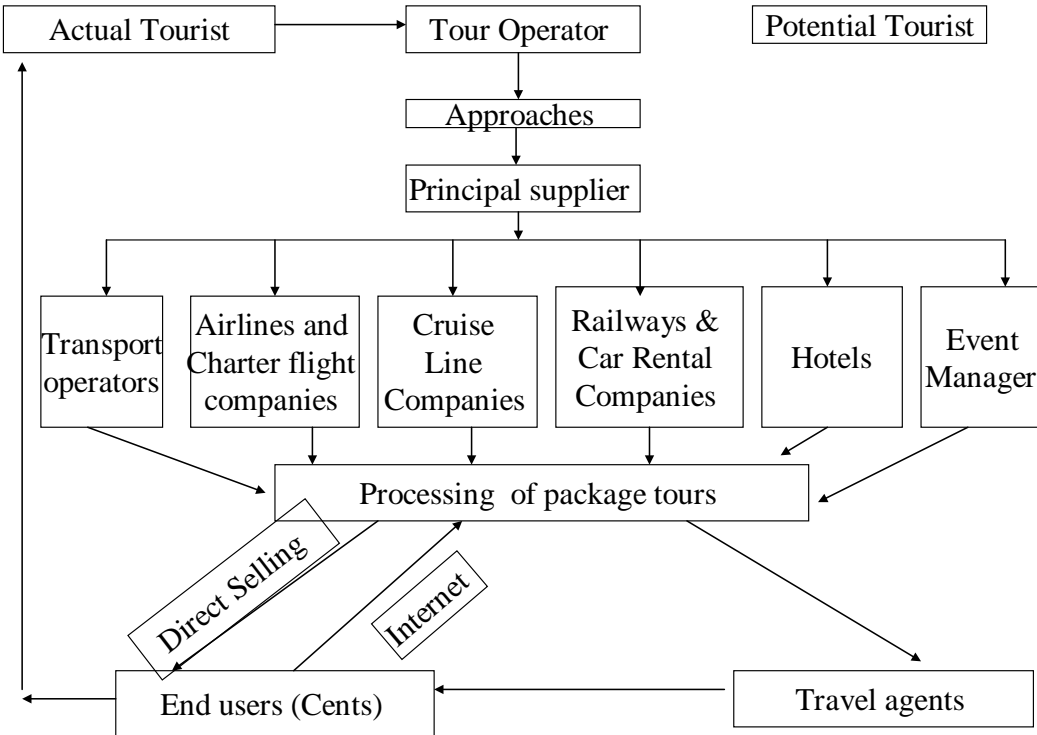 Actual Tourist
Tour Operator
Potential Tourist
Approaches
Principal supplier
Transport
operators
Airlines and
Charter flight
companies
Cruise
Line
Companies
Railways &
Car Rental
Companies
Hotels
Event
Manager
Processing of package tours
Direct Selling
Internet
End users (Cents)
Travel agents